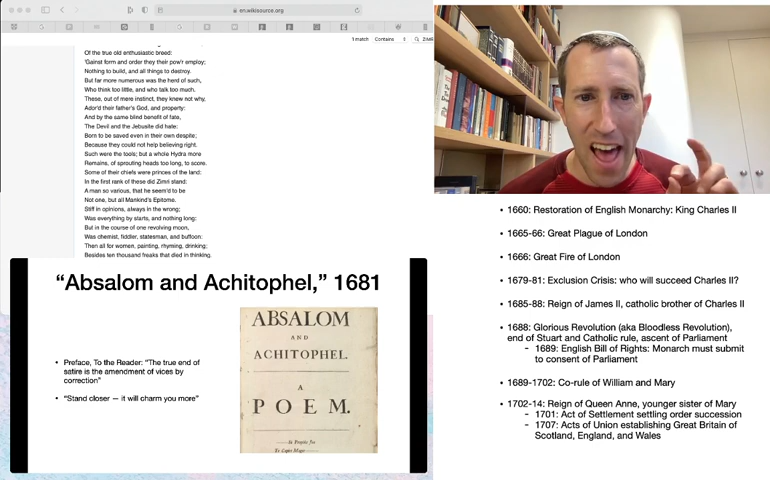 en.wikisource.org
1 match
Contains
Of the true old enthusiastic breed:
'Gainst form and order they their pow'r employ;
Nothing to build, and all things to destroy.
But far more numerous was the herd of such,
Who think too little, and who talk too much.
These, out of mere instinct, they knew not why,
Ador'd their father's God, and property:
And by the same blind benefit of fate,
The Devil and the Jebusite did hate:
Born to be saved even in their own despite;
Because they could not help believing right.
Such were the tools; but a whole Hydra more
Remains, of sprouting heads too long, to score.
Some of their chiefs were princes of the land:
In the first rank of these did Zimri stand:
A man so various, that he seem'd to be
Not one, but all Mankind's Epitome.
Stiff in opinions, always in the wrong;
Was everything by starts, and nothing long:
But in the course of one revolving moon,
Was chemist, fiddler, statesman, and buffoon:
Then all for women, painting, rhyming, drinking;
Besides ten thousand freaks that died in thinking.
“Absalom and Achitophel,” 1681
• Preface, To the Reader: “The true end of
satire is the amendment of vices by
correction”
• “Stand closer — it will charm you more”
ABSALOM
AND
ACHITOPHEL.
A
POEM.
• 1660: Restoration of English Monarchy: King Charles II
• 1665-66: Great Plague of London
• 1666: Great Fire of London
• 1679-81: Exclusion Crisis: who will succeed Charles II?
• 1685-88: Reign of James II, catholic brother of Charles II
• 1688: Glorious Revolution (aka Bloodless Revolution),
end of Stuart and Catholic rule, ascent of Parliament
- 1689: English Bill of Rights: Monarch must submit
to consent of Parliament
• 1689-1702: Co-rule of William and Mary
• 1702-14: Reign of Queen Anne, younger sister of Mary
- 1701: Act of Settlement settling order succession
- 1707: Acts of Union establishing Great Britain of
Scotland, England, and Wales